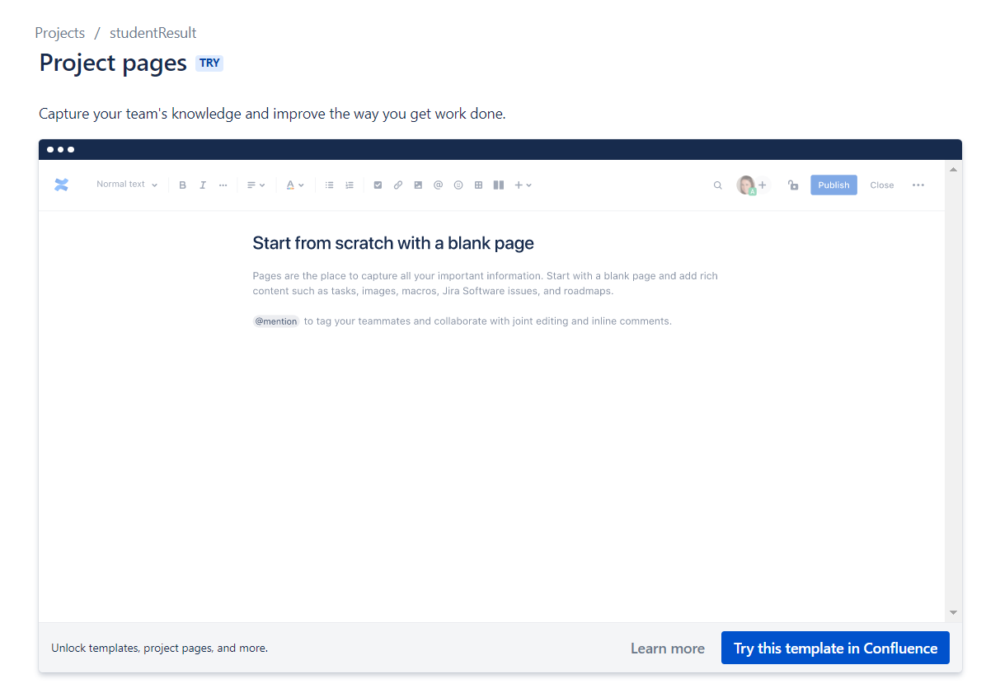 Projects / studentResult
Project pages TRY
Capture your team's knowledge and improve the way you get work done.
Normal text B I A @ Publish Close
A
Start from scratch with a blank page
Pages are the place to capture all your important information. Start with a blank page and add rich
content such as tasks, images, macros, Jira Software issues, and roadmaps.
@mention to tag your teammates and collaborate with joint editing and inline comments.
Unlock templates, project pages, and more. Learn more Try this template in Confluence